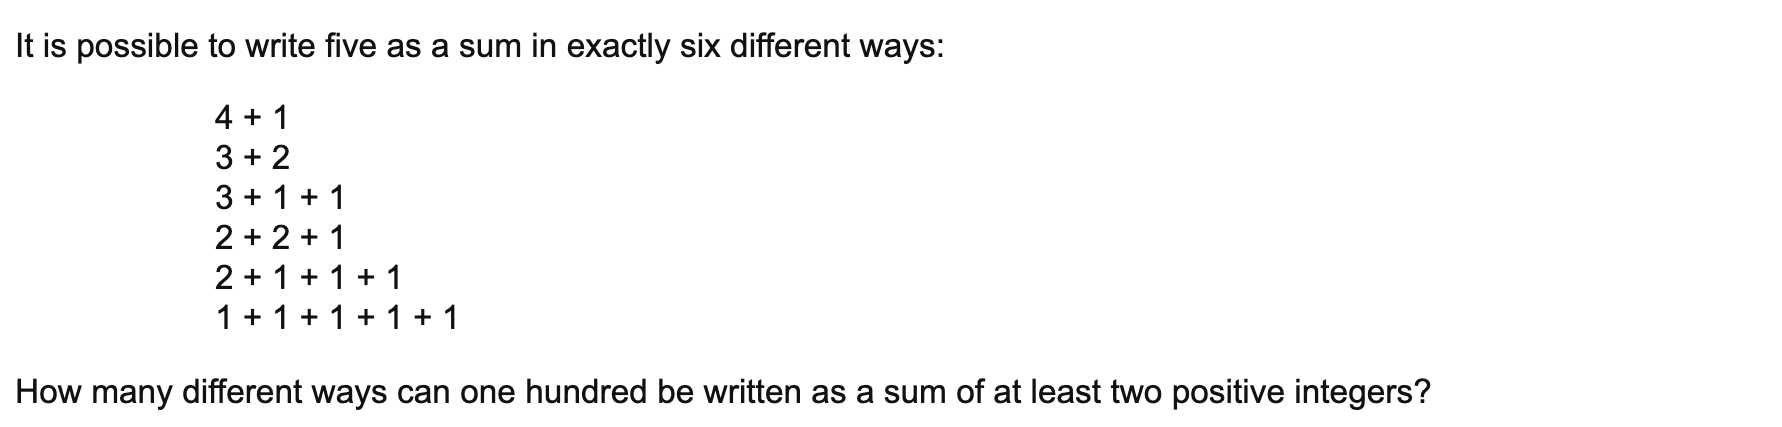 It is possible to write five as a sum in exactly six different ways:
4 + 1
3 + 2
3 + 1 + 1
2 + 2 + 1
2 + 1 + 1 + 1
1 + 1 + 1 + 1 + 1
How many different ways can one hundred be written as a sum of at least two positive integers?